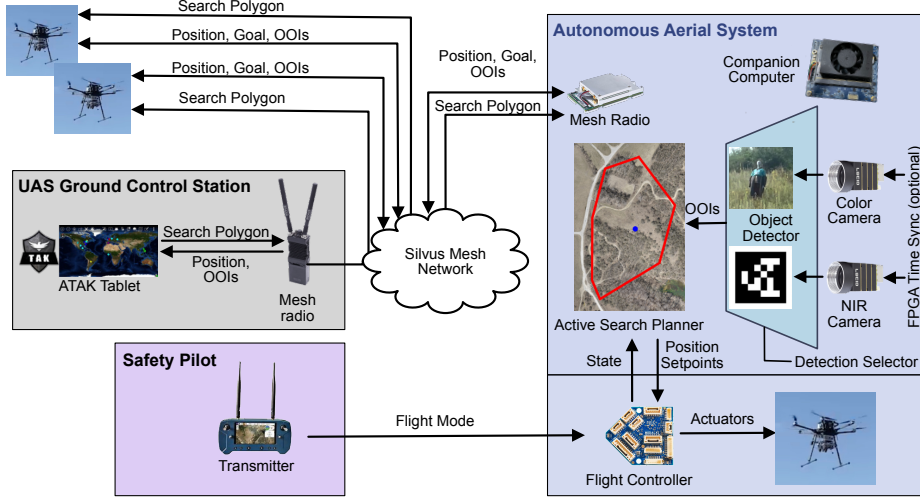 Search Polygon
Position, Goal, OOIs
Position, Goal, OOIs
Search Polygon
UAS Ground Control Station
TAK
Search Polygon
Position,
OOIs
ATAK Tablet
Mesh
radio
Silvus Mesh
Network
Position, Goal,
OOIs
Search Polygon
Autonomous Aerial System
Companion
Computer
Mesh Radio
OOIs
Object
Detector
Color
Camera
NIR
Camera
FPGA Time Sync (optional)
Active Search Planner
Detection Selector
State
Position
Setpoints
Safety Pilot
Transmitter
Flight Mode
Flight Controller
Actuators